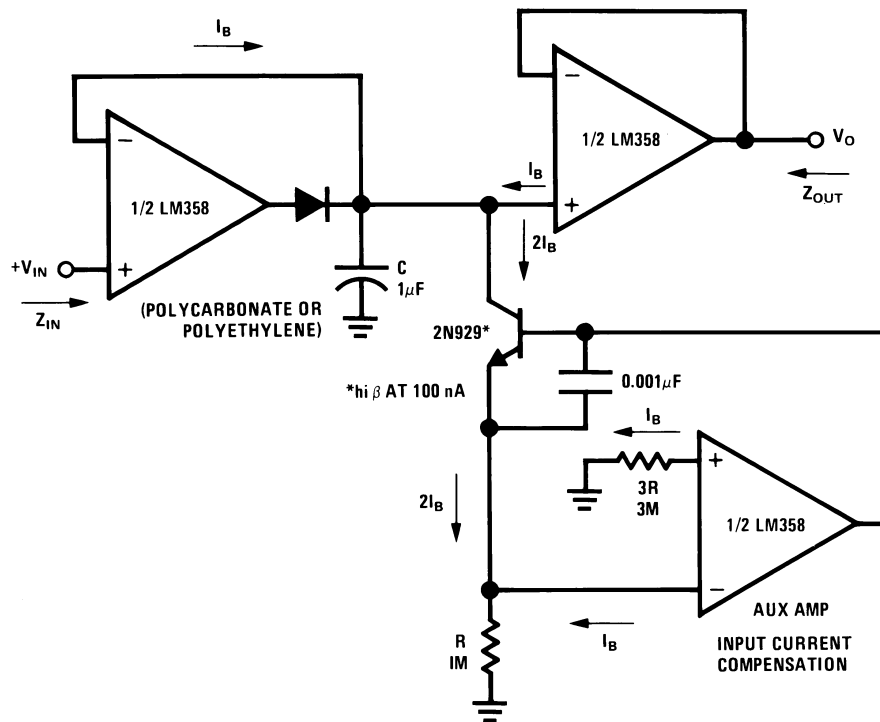 I_B
−
1/2 LM358
+
+V_IN
Z_IN
C
1µF
(POLYCARBONATE OR
POLYETHYLENE)
−
1/2 LM358
+
I_B
V_O
Z_OUT
2I_B
2N929*
*hi β AT 100 nA
0.001µF
I_B
3R
3M
+
1/2 LM358
−
2I_B
I_B
R
IM
AUX AMP
INPUT CURRENT
COMPENSATION